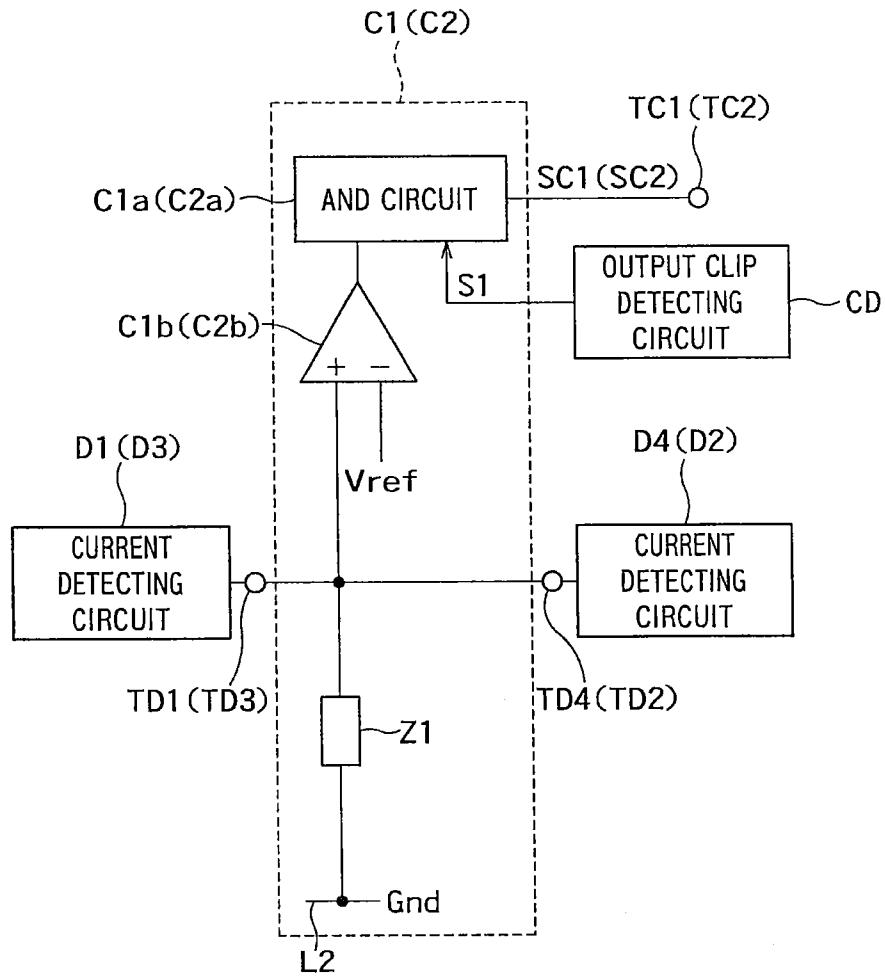 C1(C2)
TC1(TC2)
SC1(SC2)
C1a(C2a)
AND CIRCUIT
S1
OUTPUT CLIP
DETECTING
CIRCUIT
CD
C1b(C2b)
+ −
Vref
D1(D3)
D4(D2)
CURRENT
DETECTING
CIRCUIT
CURRENT
DETECTING
CIRCUIT
TD1(TD3)
TD4(TD2)
Z1
Gnd
L2